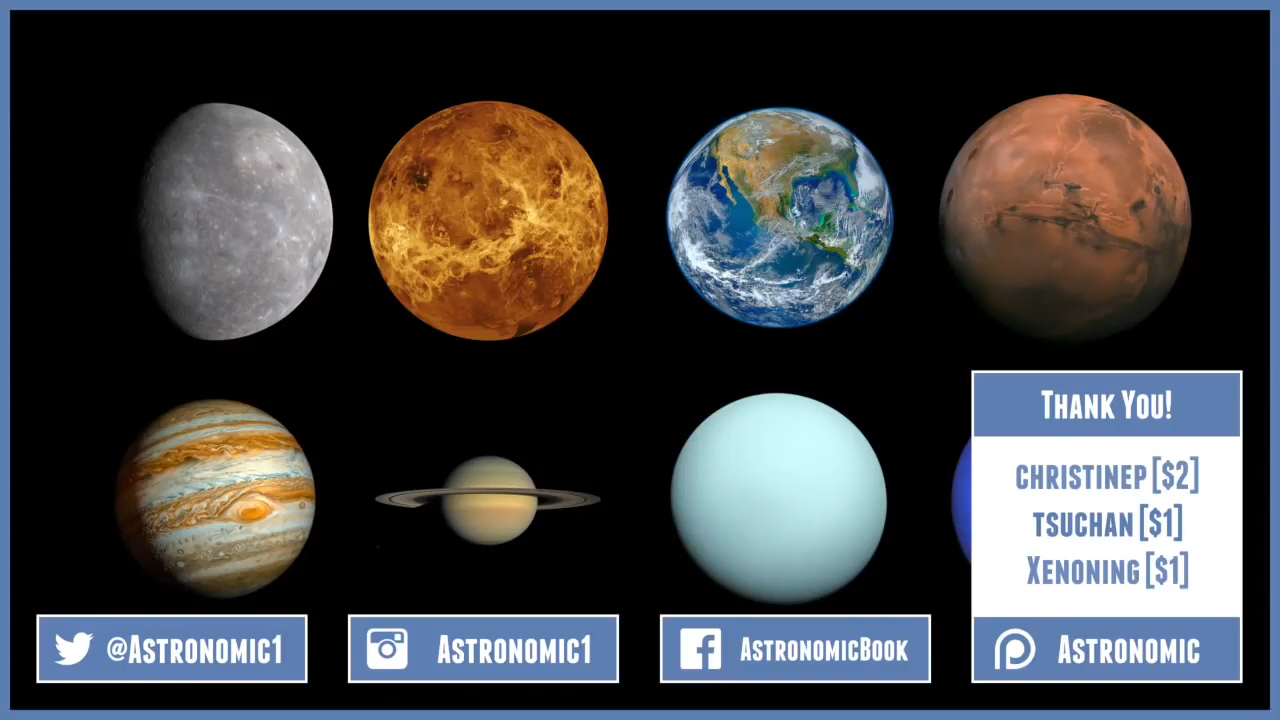 Thank You!
christinep [$2]
tsuchan [$1]
Xenoning [$1]
@Astronomic1
Astronomic1
AstronomicBook
Astronomic